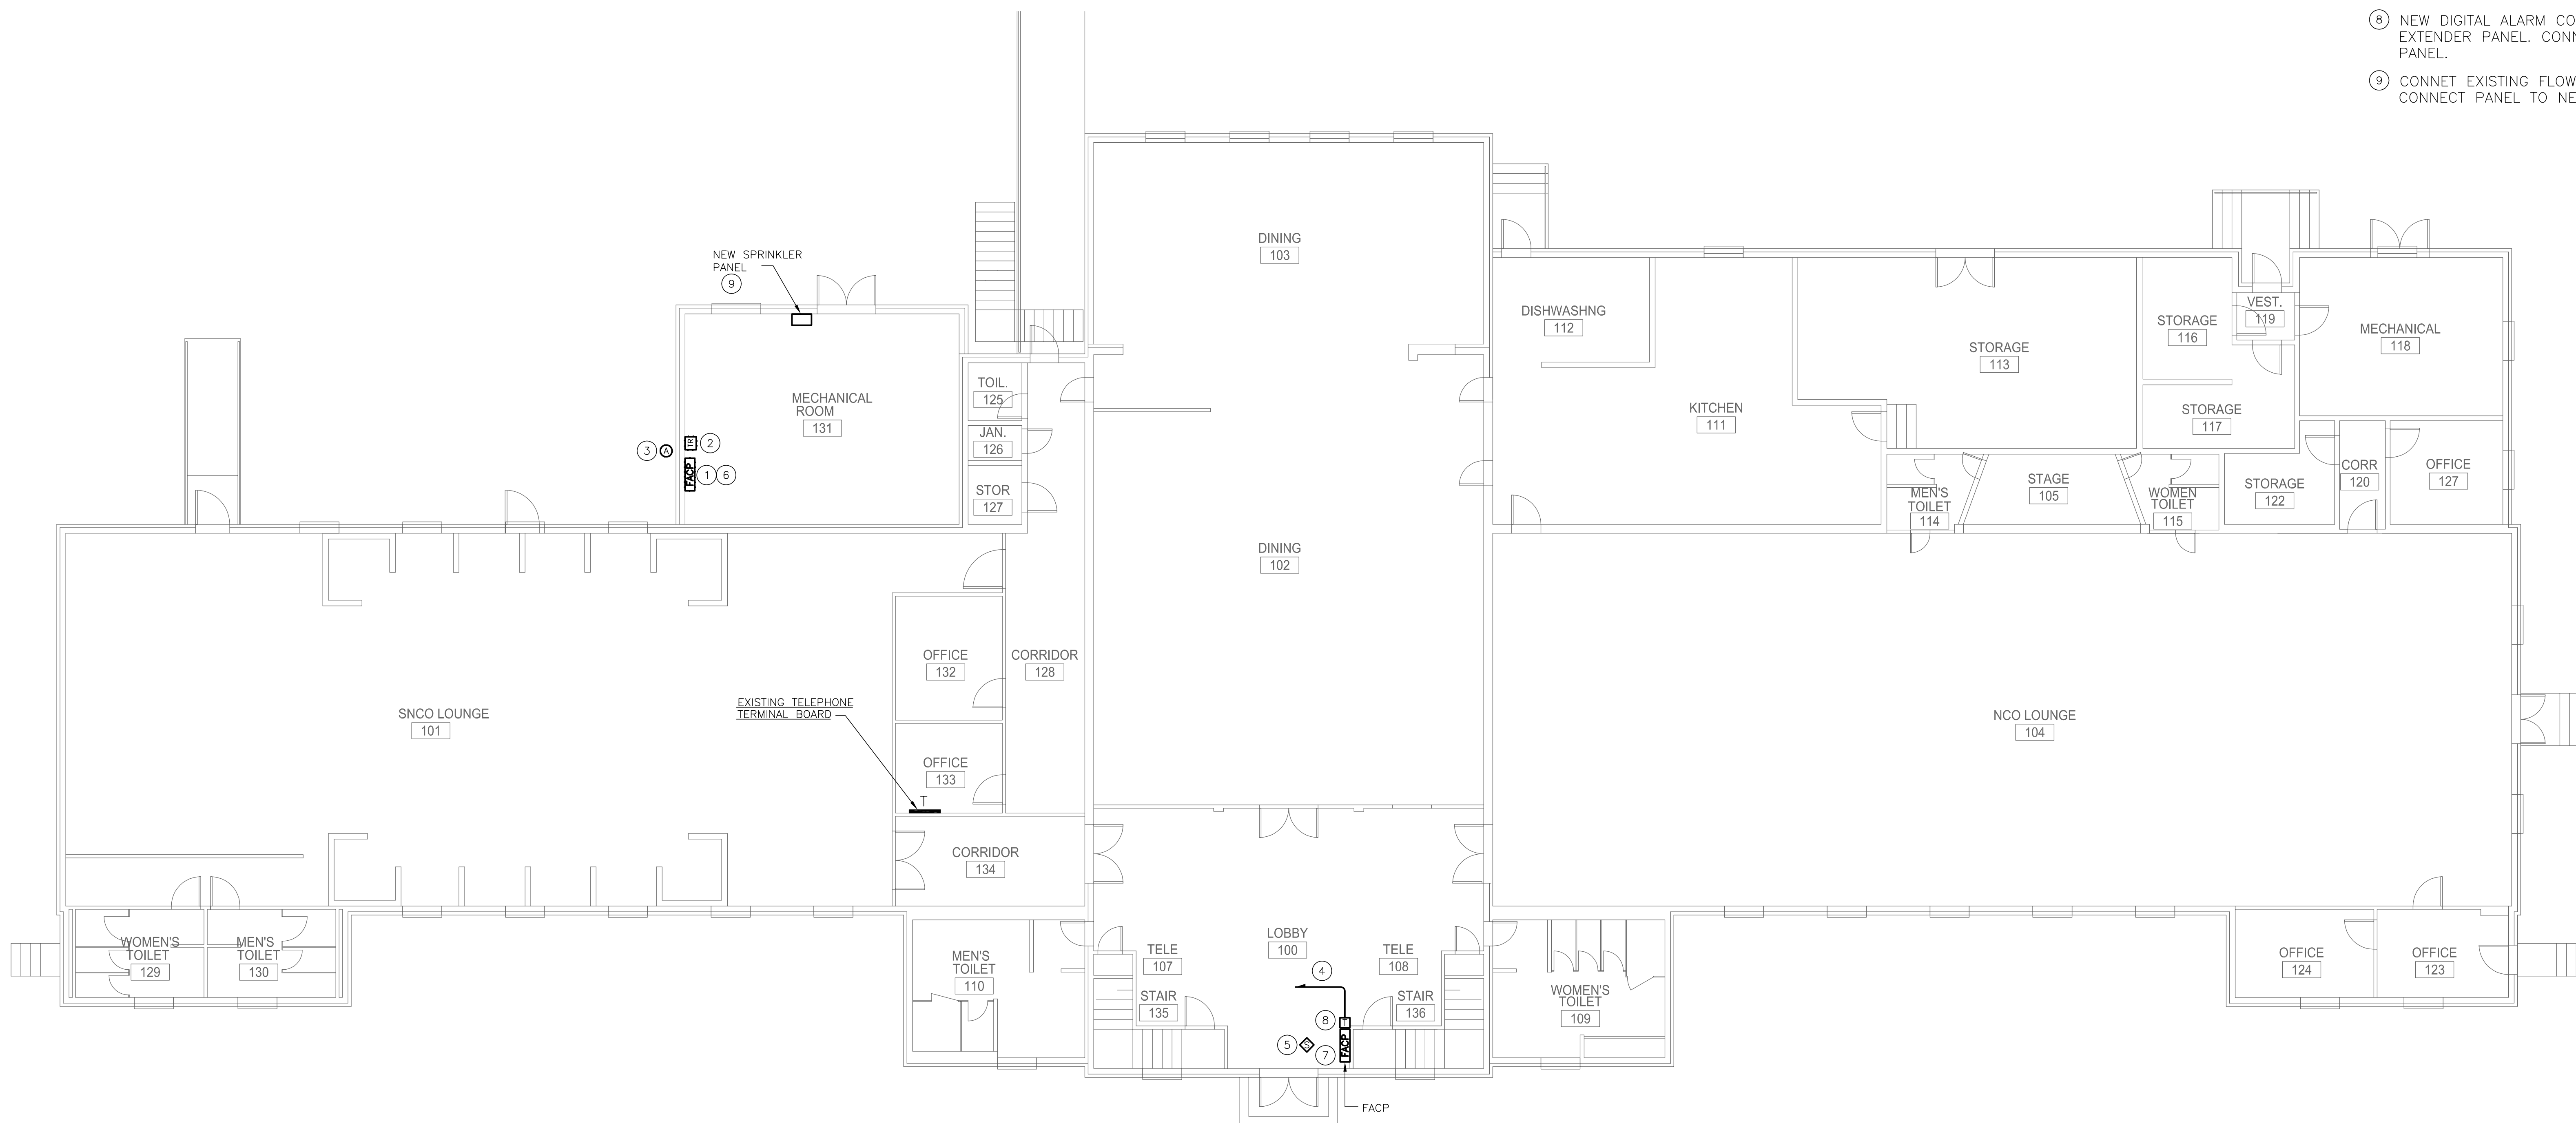 8 NEW DIGITAL ALARM CO
EXTENDER PANEL. CONN
PANEL.
9 CONNET EXISTING FLOW
CONNECT PANEL TO NE
NEW SPRINKLER
PANEL
9
DINING
103
DISHWASHNG
112
STORAGE
113
STORAGE
116
VEST.
119
MECHANICAL
118
MECHANICAL
ROOM
131
TOIL.
125
KITCHEN
111
STORAGE
117
JAN.
126
3 A
TR 2
FACP 1 6
STOR
127
MEN'S
TOILET
114
STAGE
105
WOMEN
TOILET
115
STORAGE
122
CORR
120
OFFICE
127
DINING
102
OFFICE
132
CORRIDOR
128
SNCO LOUNGE
101
EXISTING TELEPHONE
TERMINAL BOARD
NCO LOUNGE
104
OFFICE
133
T
CORRIDOR
134
WOMEN'S
TOILET
129
MEN'S
TOILET
130
MEN'S
TOILET
110
TELE
107
LOBBY
100
TELE
108
4
STAIR
135
STAIR
136
WOMEN'S
TOILET
109
OFFICE
124
OFFICE
123
8
5 S
7 FACP
FACP